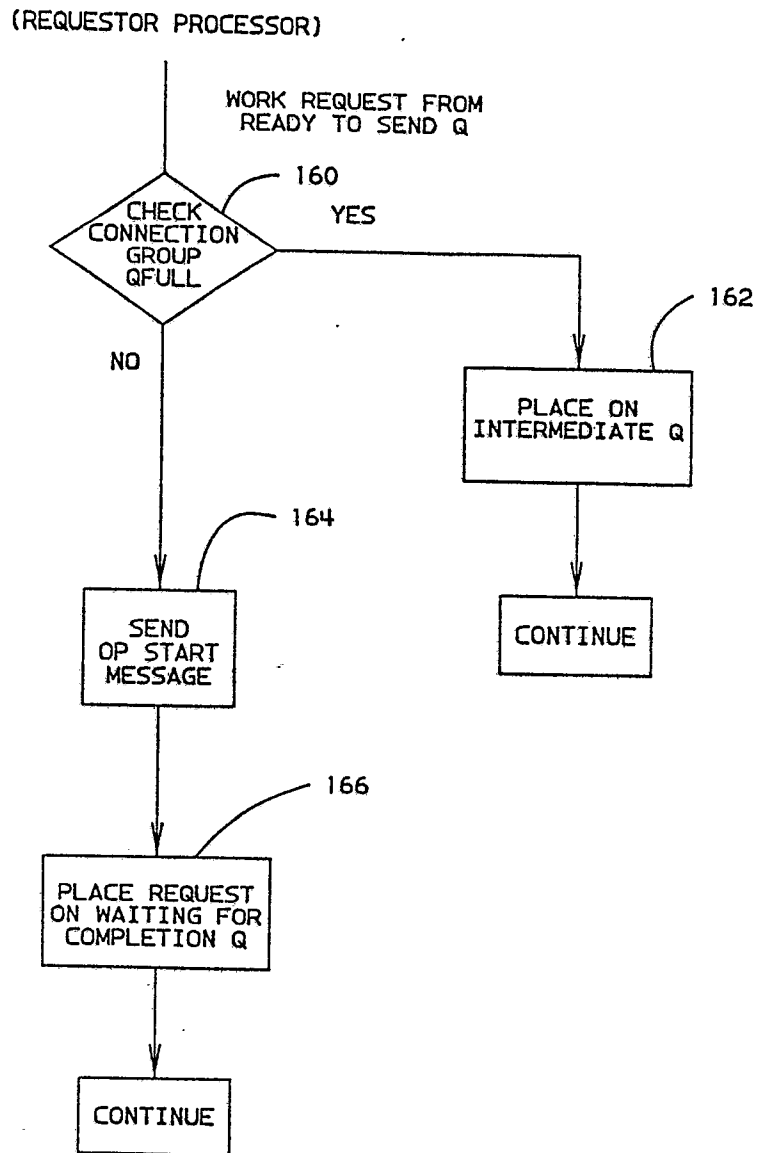 (REQUESTOR PROCESSOR)
WORK REQUEST FROM
READY TO SEND Q
160
CHECK
CONNECTION
GROUP
QFULL
YES
162
NO
PLACE ON
INTERMEDIATE Q
164
SEND
OP START
MESSAGE
CONTINUE
166
PLACE REQUEST
ON WAITING FOR
COMPLETION Q
CONTINUE